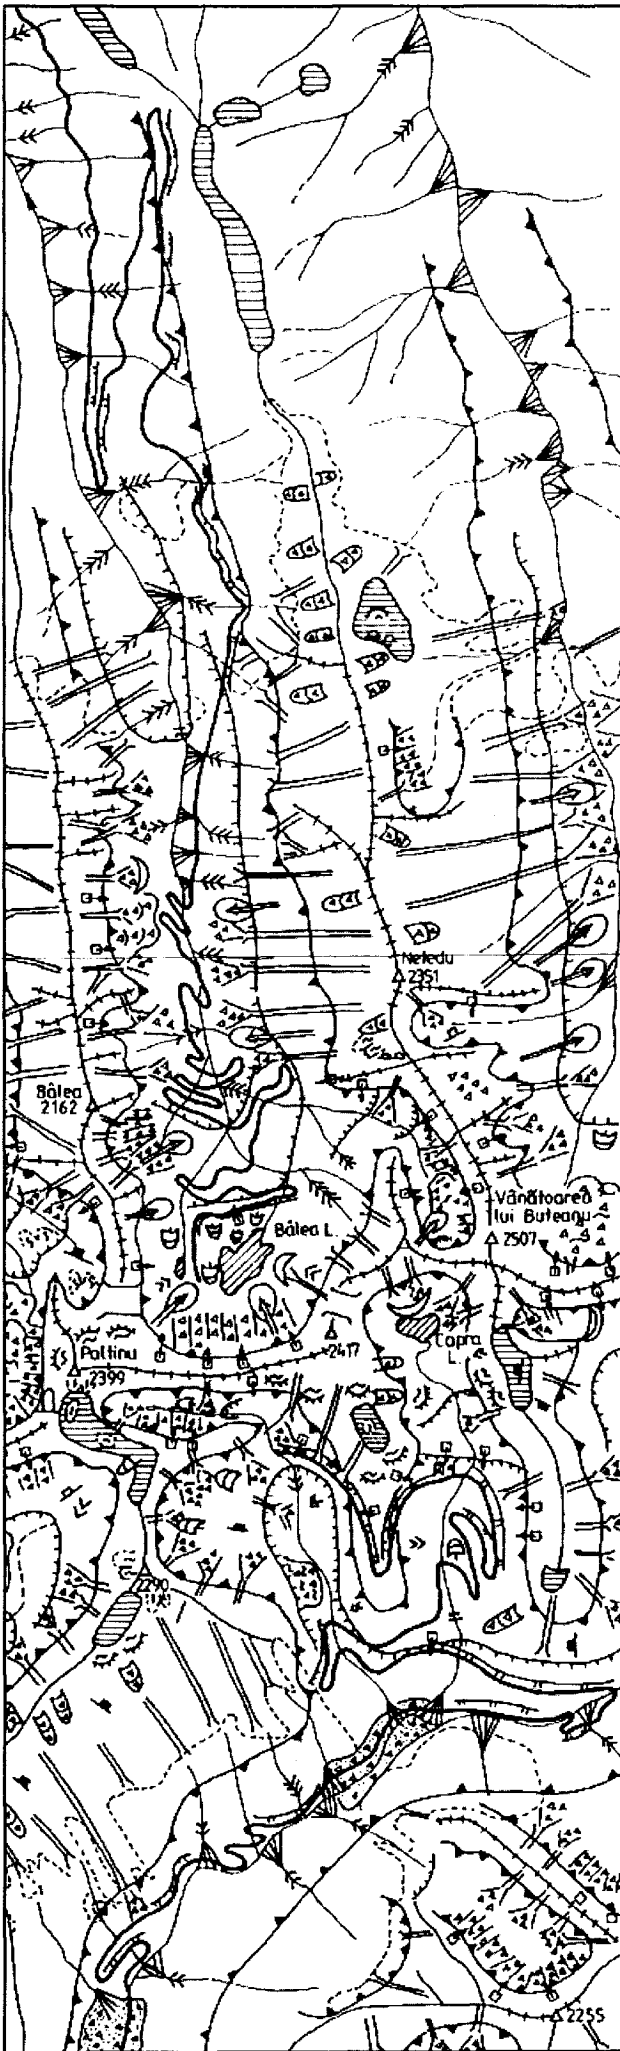 Netedu
2351
Bâlea
2162
Vânătoarea
lui Buteanu
2507
Bâlea L.
2417
Capra
L.
Paltinu
2399
2290
2255